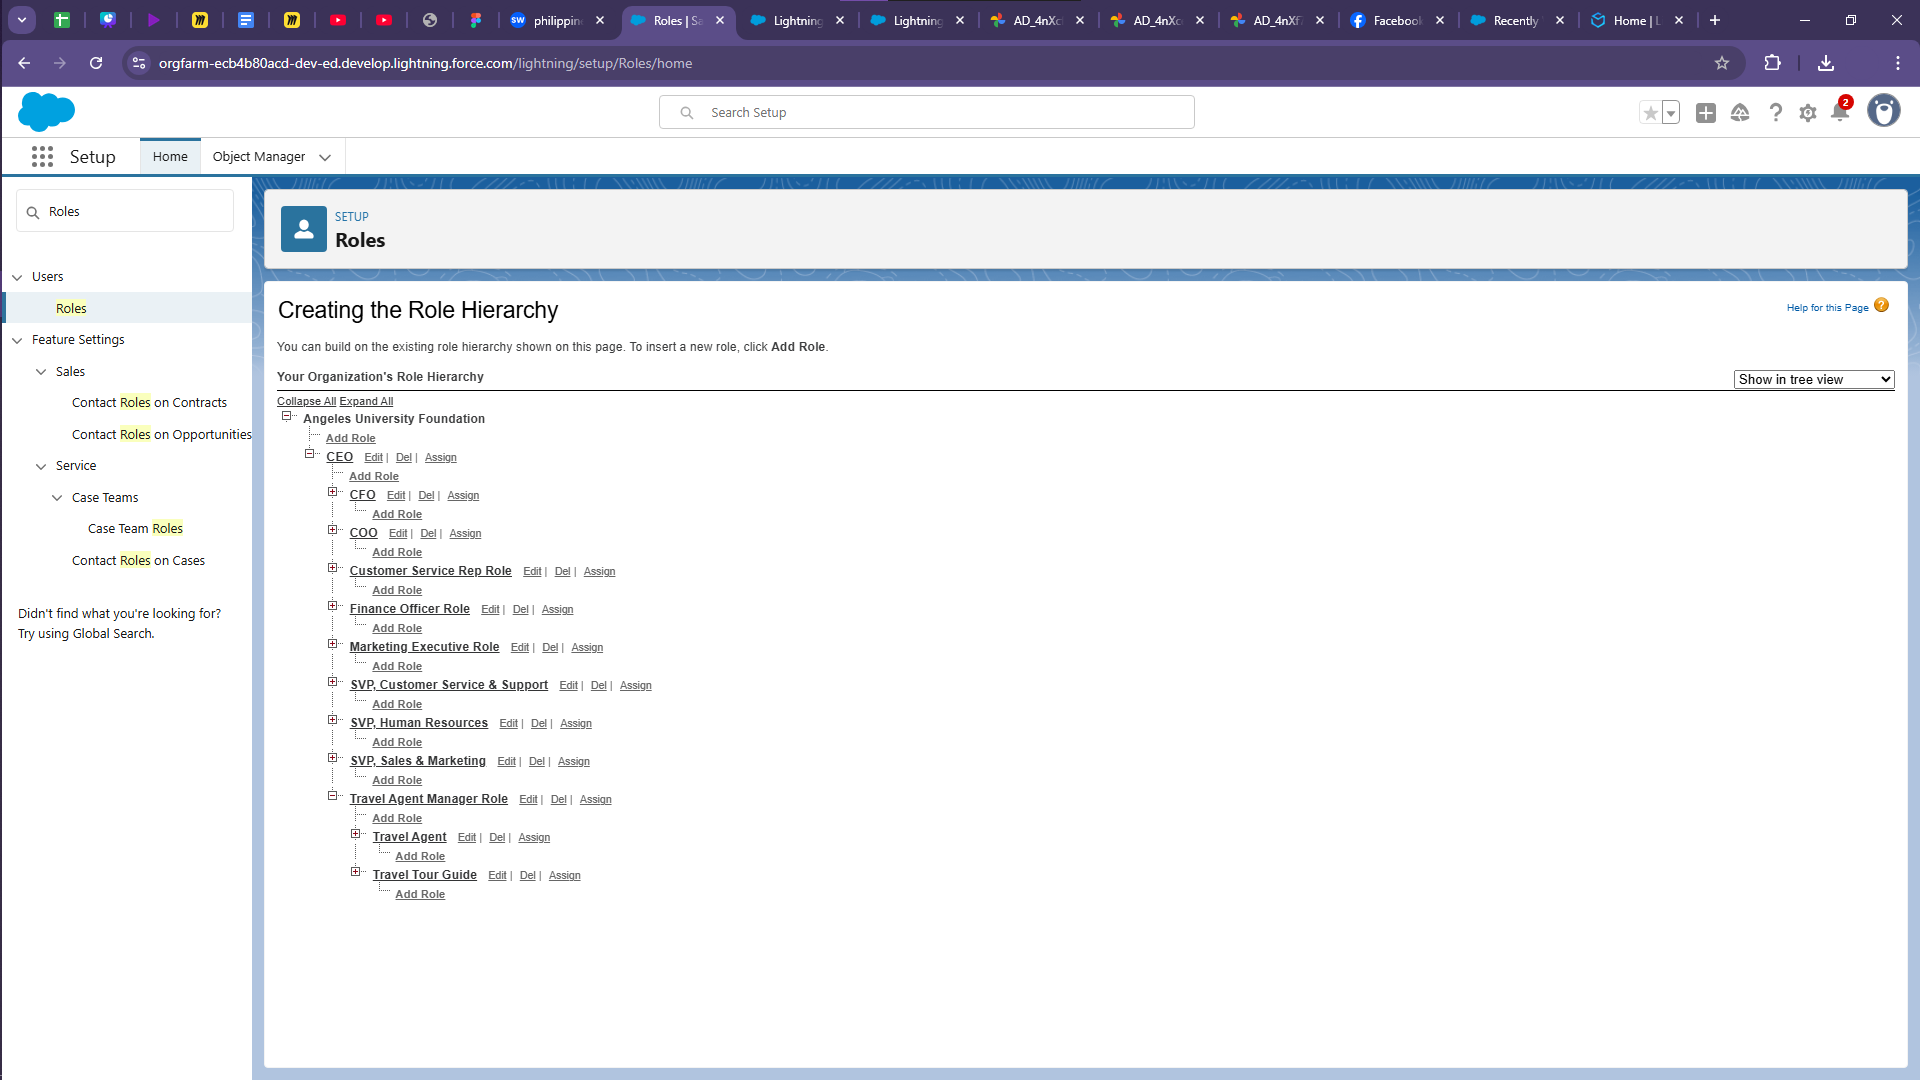 philippine
Roles | Sa
Lightning
Lightning
AD_4nXc
AD_4nXc
AD_4nXf
Facebook
Recently
Home | L
orgfarm-ecb4b80acd-dev-ed.develop.lightning.force.com/lightning/setup/Roles/home
Search Setup
2
Setup
Home
Object Manager
Roles
SETUP
Roles
Users
Roles
Feature Settings
Sales
Contact Roles on Contracts
Contact Roles on Opportunities
Service
Case Teams
Case Team Roles
Contact Roles on Cases
Didn't find what you're looking for?
Try using Global Search.
Creating the Role Hierarchy
Help for this Page ?
You can build on the existing role hierarchy shown on this page. To insert a new role, click Add Role.
Your Organization's Role Hierarchy
Show in tree view
Collapse All Expand All
Angeles University Foundation
Add Role
CEO Edit | Del | Assign
Add Role
CFO Edit | Del | Assign
Add Role
COO Edit | Del | Assign
Add Role
Customer Service Rep Role Edit | Del | Assign
Add Role
Finance Officer Role Edit | Del | Assign
Add Role
Marketing Executive Role Edit | Del | Assign
Add Role
SVP, Customer Service & Support Edit | Del | Assign
Add Role
SVP, Human Resources Edit | Del | Assign
Add Role
SVP, Sales & Marketing Edit | Del | Assign
Add Role
Travel Agent Manager Role Edit | Del | Assign
Add Role
Travel Agent Edit | Del | Assign
Add Role
Travel Tour Guide Edit | Del | Assign
Add Role